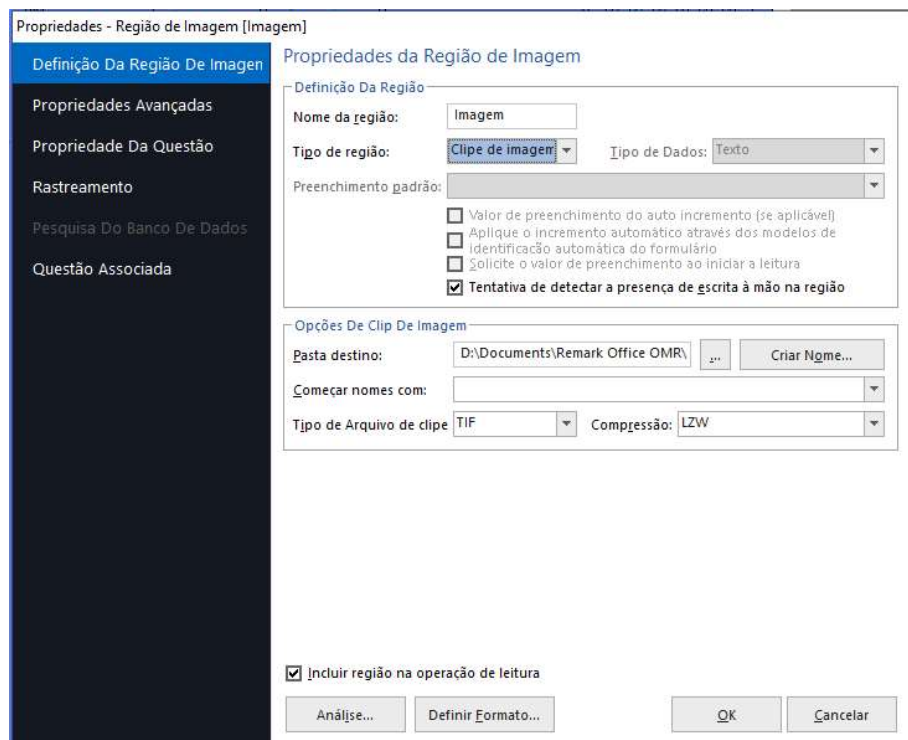 Propriedades - Região de Imagem [Imagem]
Definição Da Região De Imagen
Propriedades Avançadas
Propriedade Da Questão
Rastreamento
Pesquisa Do Banco De Dados
Questão Associada
Propriedades da Região de Imagem
Definição Da Região
Nome da região: Imagem
Tipo de região: Clipe de imagem Tipo de Dados: Texto
Preenchimento padrão:
Valor de preenchimento do auto incremento (se aplicável)
Aplique o incremento automático através dos modelos de
identificação automática do formulário
Solicite o valor de preenchimento ao iniciar a leitura
Tentativa de detectar a presença de escrita à mão na região
Opções De Clip De Imagem
Pasta destino: D:\Documents\Remark Office OMR\ ... Criar Nome...
Começar nomes com:
Tipo de Arquivo de clipe TIF Compressão: LZW
Incluir região na operação de leitura
Análise... Definir Formato... OK Cancelar